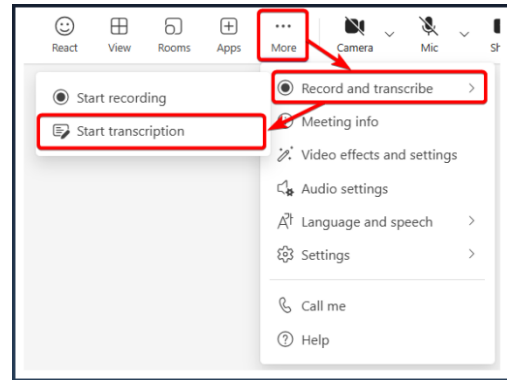 React View Rooms Apps More Camera Mic Sh
Start recording
Start transcription
Record and transcribe
Meeting info
Video effects and settings
Audio settings
Language and speech
Settings
Call me
Help